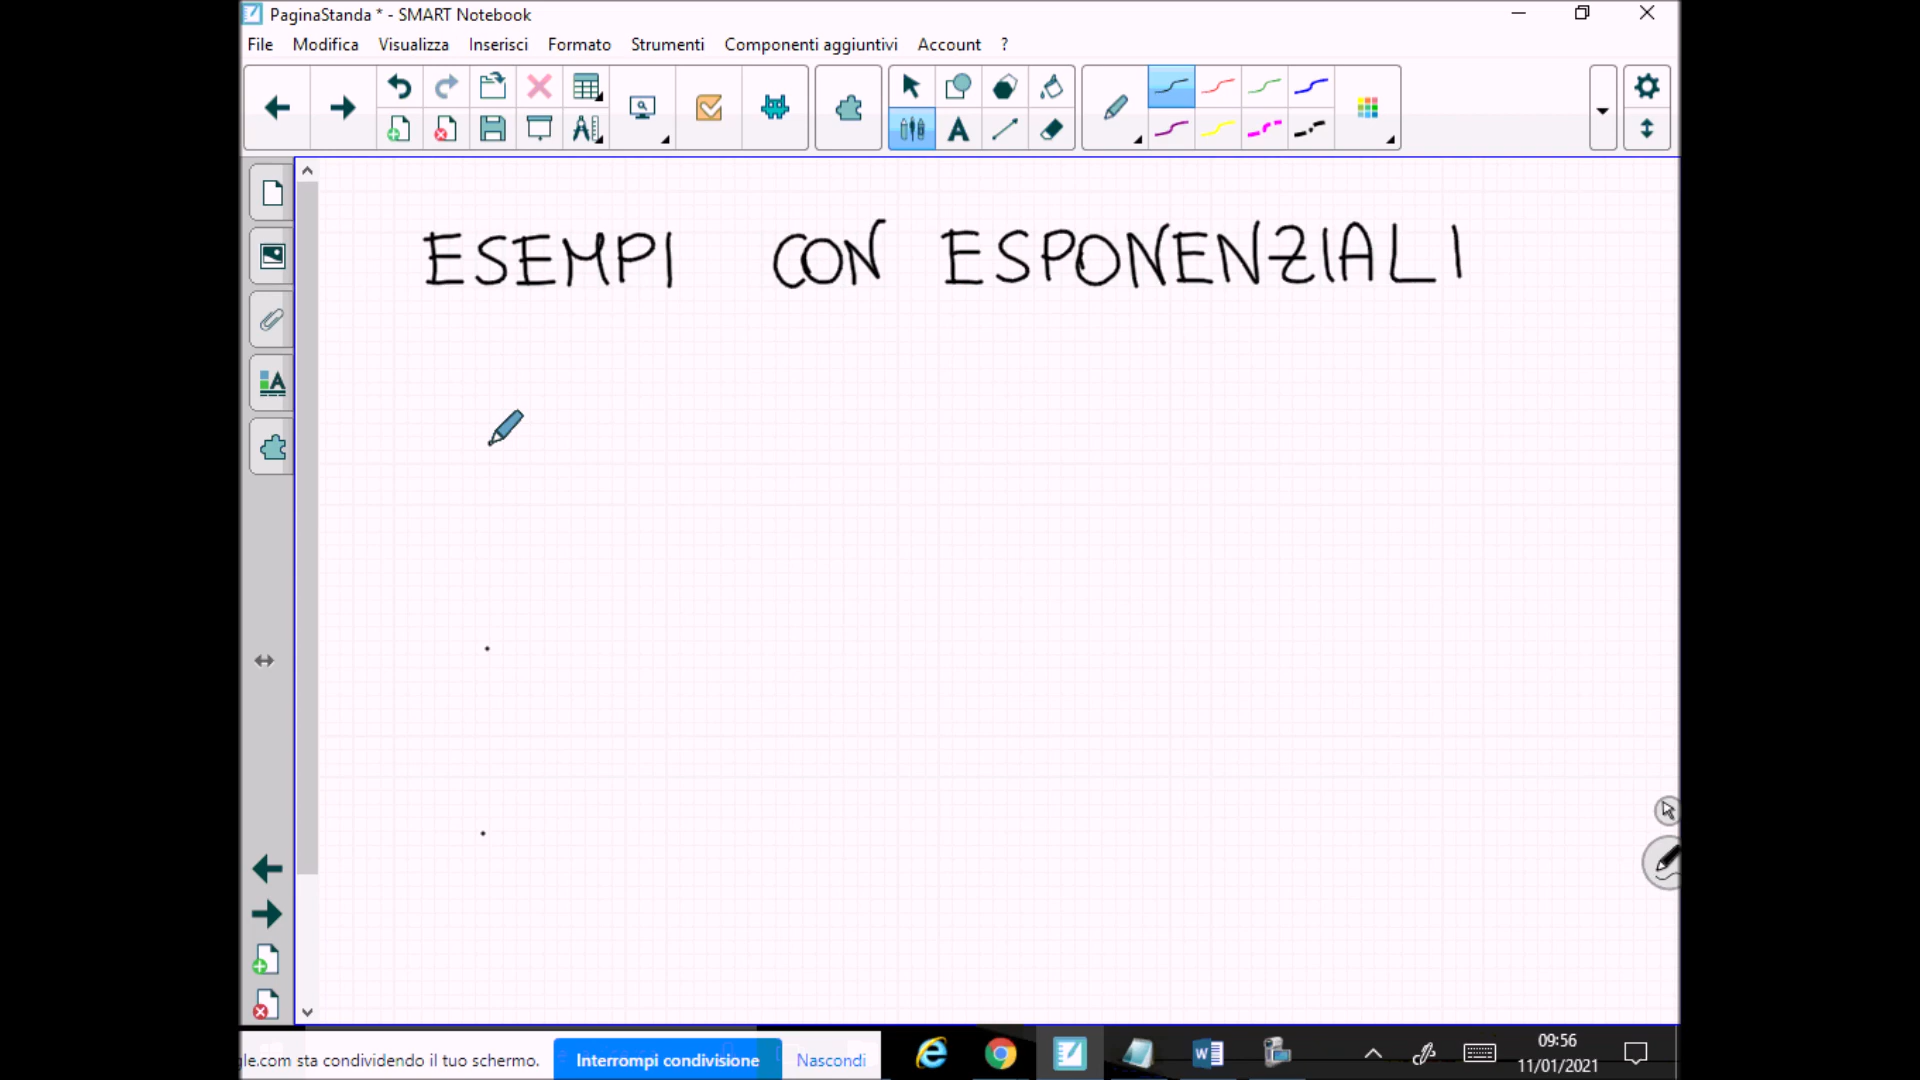 PaginaStanda * - SMART Notebook
File Modifica Visualizza Inserisci Formato Strumenti Componenti aggiuntivi Account ?
ESEMPI CON ESPONENZIALI
gle.com sta condividendo il tuo schermo. Interrompi condivisione Nascondi
09:56
11/01/2021